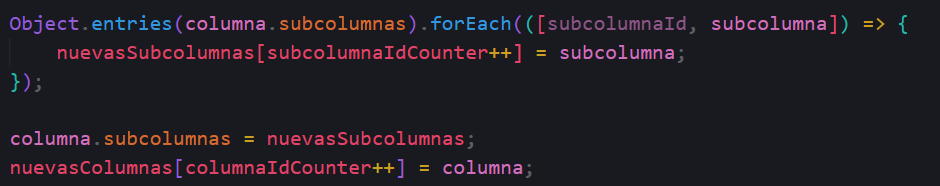 Object.entries(columna.subcolumnas).forEach(([subcolumnaId, subcolumna]) => {
    nuevasSubcolumnas[subcolumnaIdCounter++] = subcolumna;
});

columna.subcolumnas = nuevasSubcolumnas;
nuevasColumnas[columnaIdCounter++] = columna;